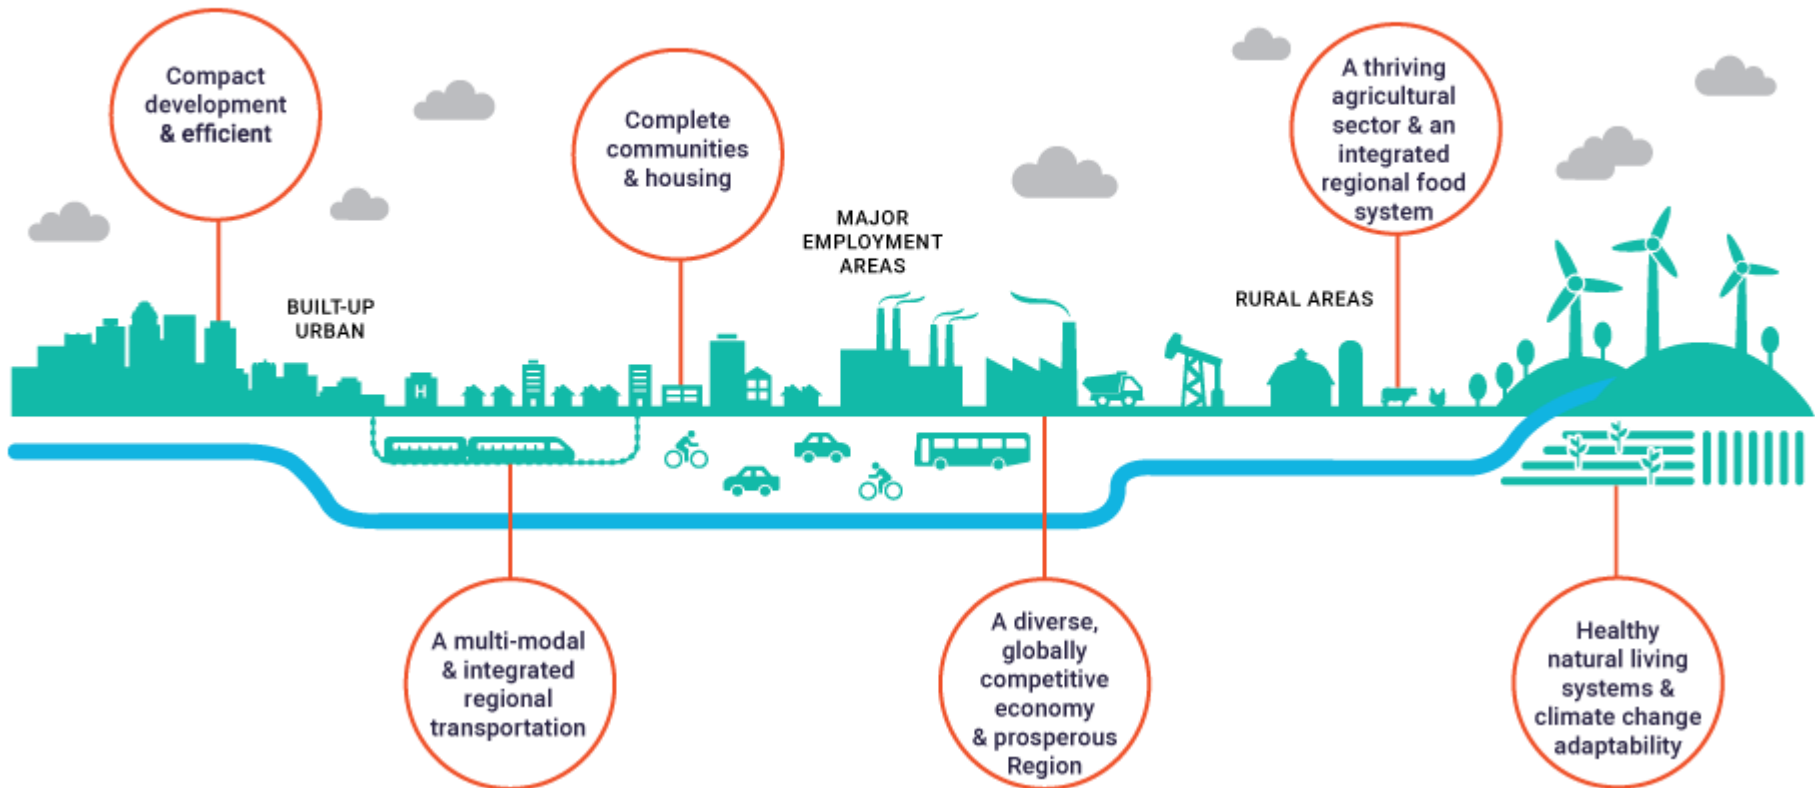 Compact
development
& efficient
Complete
communities
& housing
A thriving
agricultural
sector & an
integrated
regional food
system
MAJOR
EMPLOYMENT
AREAS
BUILT-UP
URBAN
RURAL AREAS
H
A multi-modal
& integrated
regional
transportation
A diverse,
globally
competitive
economy
& prosperous
Region
Healthy
natural living
systems &
climate change
adaptability